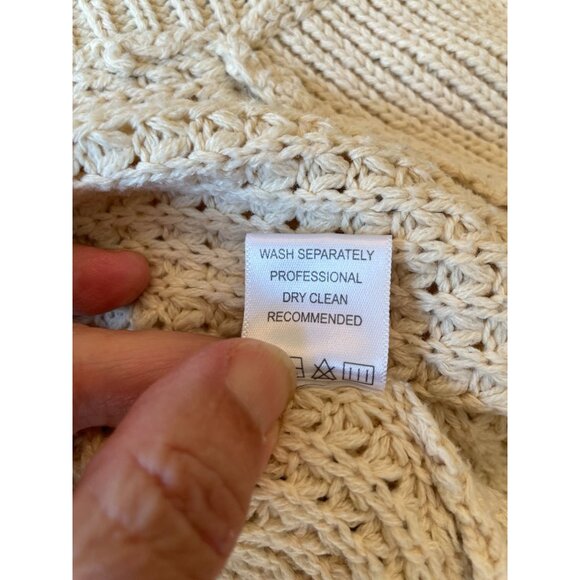 WASH SEPARATELY
PROFESSIONAL
DRY CLEAN
RECOMMENDED